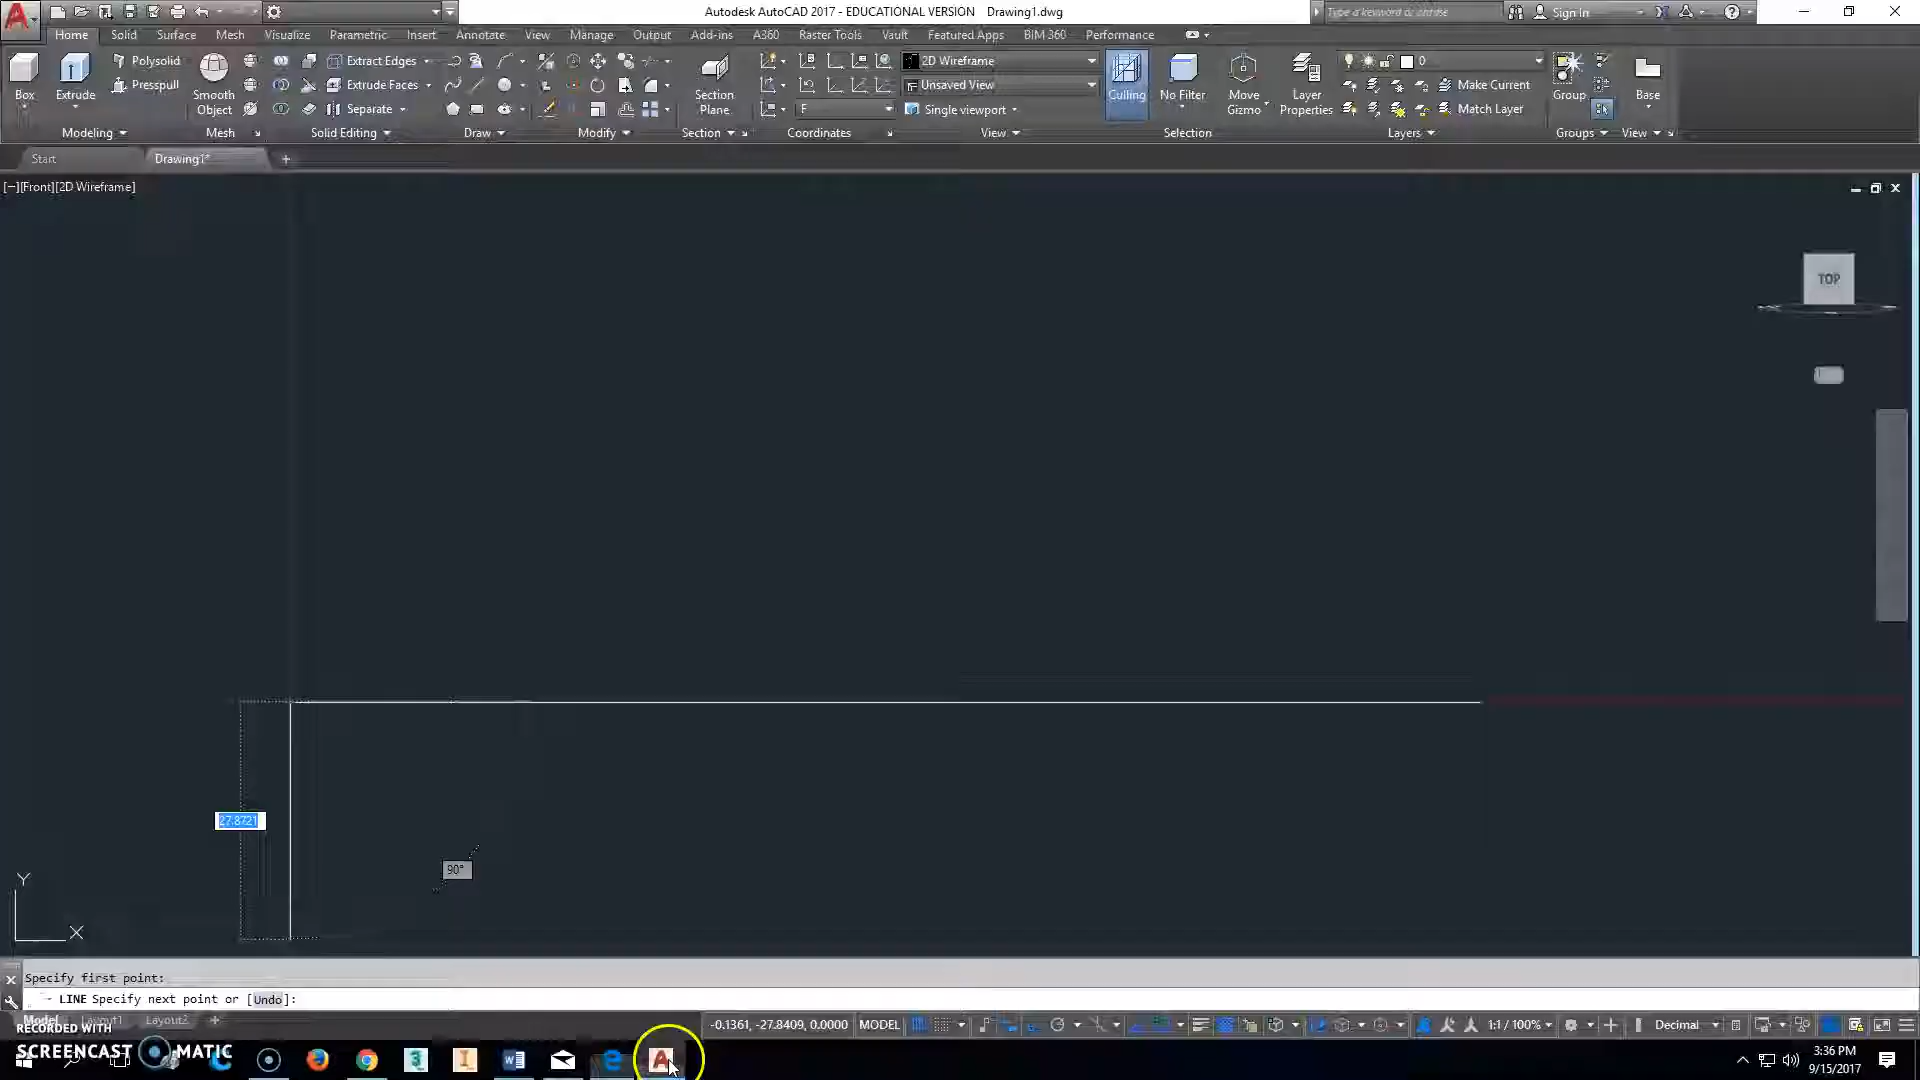 Autodesk AutoCAD 2017 - EDUCATIONAL VERSION Drawing1.dwg
Type a keyword or phrase
Sign In
Home Solid Surface Mesh Visualize Parametric Insert Annotate View Manage Output Add-ins A360 Raster Tools Vault Featured Apps BIM 360 Performance
Polysolid Extract Edges 2D Wireframe 0
Presspull Extrude Faces Unsaved View Make Current
Box Extrude Smooth Object Section Plane Culling No Filter Move Gizmo Layer Properties Group Base
Separate F Single viewport Match Layer
Modeling Mesh Solid Editing Draw Modify Section Coordinates View Selection Layers Groups View
Start Drawing1*
[−][Front][2D Wireframe]
TOP
27.8721
90°
Y
X
Specify first point:
LINE Specify next point or [Undo]:
Model Layout1 Layout2
-0.1361, -27.8409, 0.0000 MODEL 1:1 / 100% Decimal
RECORDED WITH
SCREENCAST MATIC
3:36 PM
9/15/2017